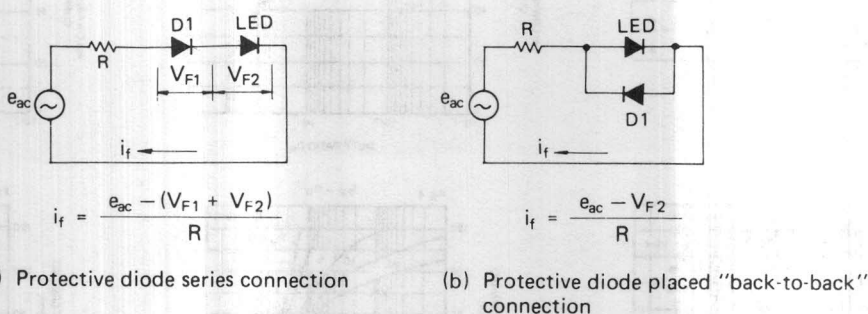 D1 LED
R
V_F1 V_F2
e_ac
i_f
i_f = e_ac − (V_F1 + V_F2) / R
) Protective diode series connection
LED
R
e_ac
D1
i_f
i_f = e_ac − V_F2 / R
(b) Protective diode placed "back-to-back"
connection